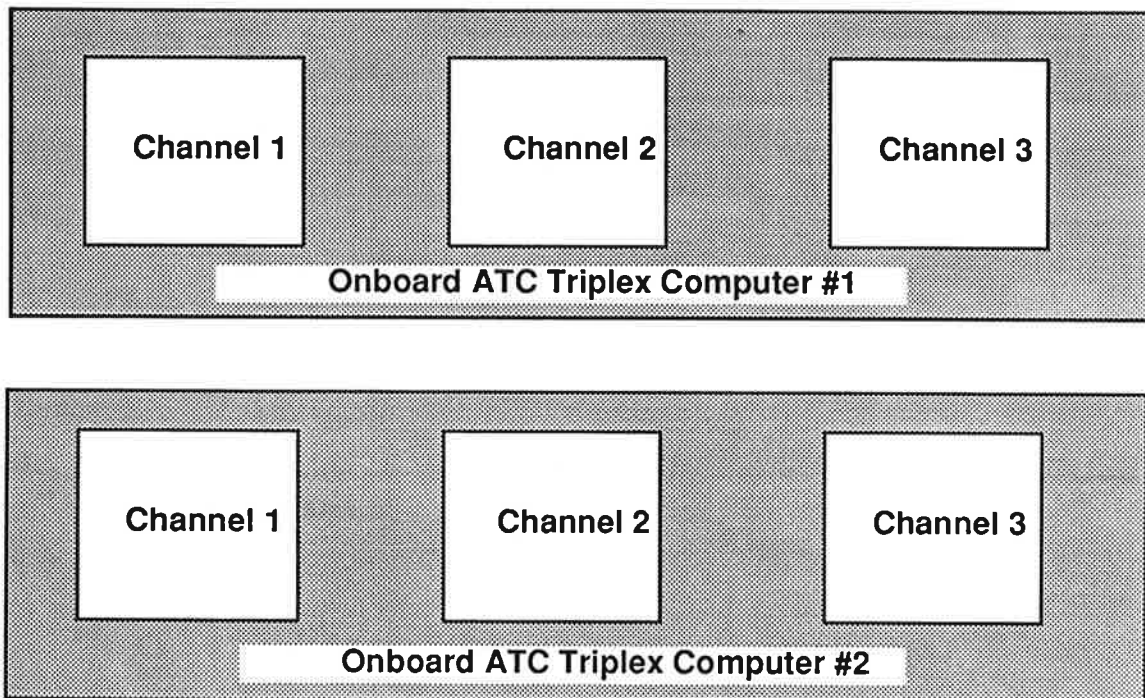 Channel 1
Channel 2
Channel 3
Onboard ATC Triplex Computer #1
Channel 1
Channel 2
Channel 3
Onboard ATC Triplex Computer #2